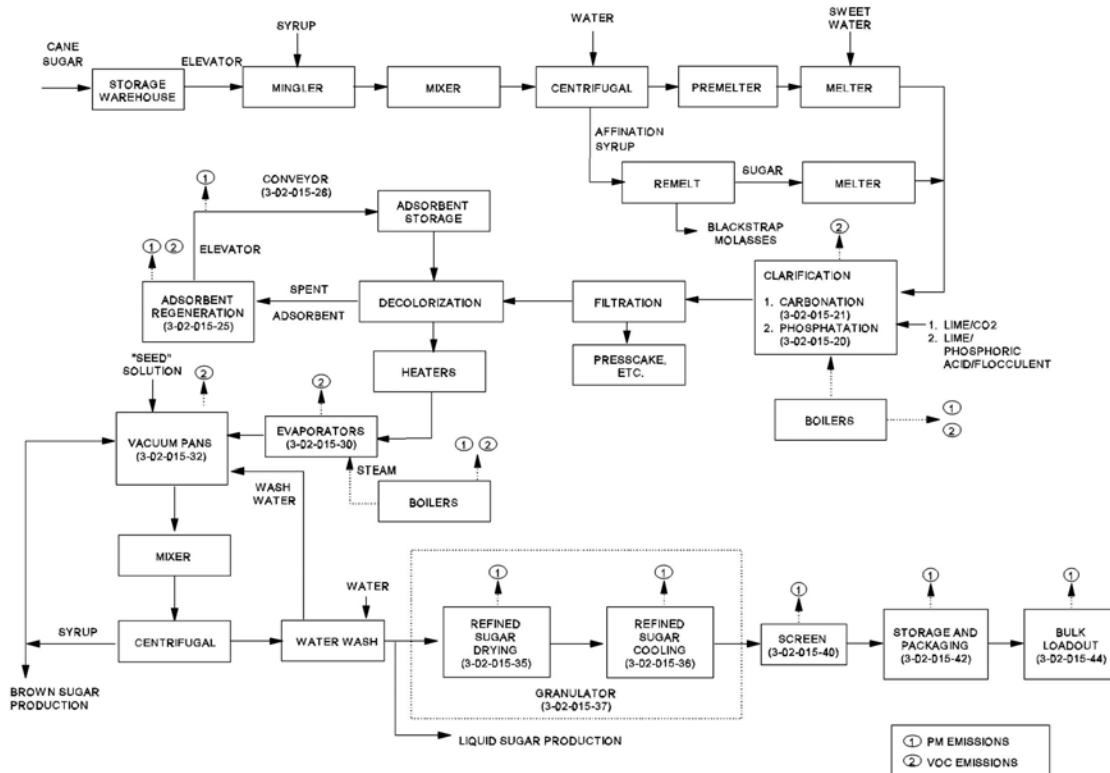 SYRUP
WATER
SWEET
WATER
CANE
SUGAR
ELEVATOR
STORAGE
WAREHOUSE
MINGLER
MIXER
CENTRIFUGAL
PREMELTER
MELTER
AFFINATION
SYRUP
REMELT
SUGAR
MELTER
BLACKSTRAP
MOLASSES
1
CONVEYOR
(3-02-015-26)
ADSORBENT
STORAGE
ELEVATOR
1 2
ADSORBENT
REGENERATION
(3-02-015-25)
SPENT
ADSORBENT
DECOLORIZATION
FILTRATION
PRESSCAKE,
ETC.
2
CLARIFICATION
1. CARBONATION
(3-02-015-21)
2. PHOSPHATATION
(3-02-015-20)
1. LIME/CO2
2. LIME/
PHOSPHORIC
ACID/FLOCCULENT
BOILERS
1
2
HEATERS
"SEED"
SOLUTION
2
VACUUM PANS
(3-02-015-32)
2
EVAPORATORS
(3-02-015-30)
STEAM
1 2
BOILERS
WASH
WATER
MIXER
CENTRIFUGAL
SYRUP
BROWN SUGAR
PRODUCTION
WATER
WATER WASH
1
REFINED
SUGAR
DRYING
(3-02-015-35)
1
REFINED
SUGAR
COOLING
(3-02-015-36)
GRANULATOR
(3-02-015-37)
1
SCREEN
(3-02-015-40)
1
STORAGE AND
PACKAGING
(3-02-015-42)
1
BULK
LOADOUT
(3-02-015-44)
LIQUID SUGAR PRODUCTION
1 PM EMISSIONS
2 VOC EMISSIONS